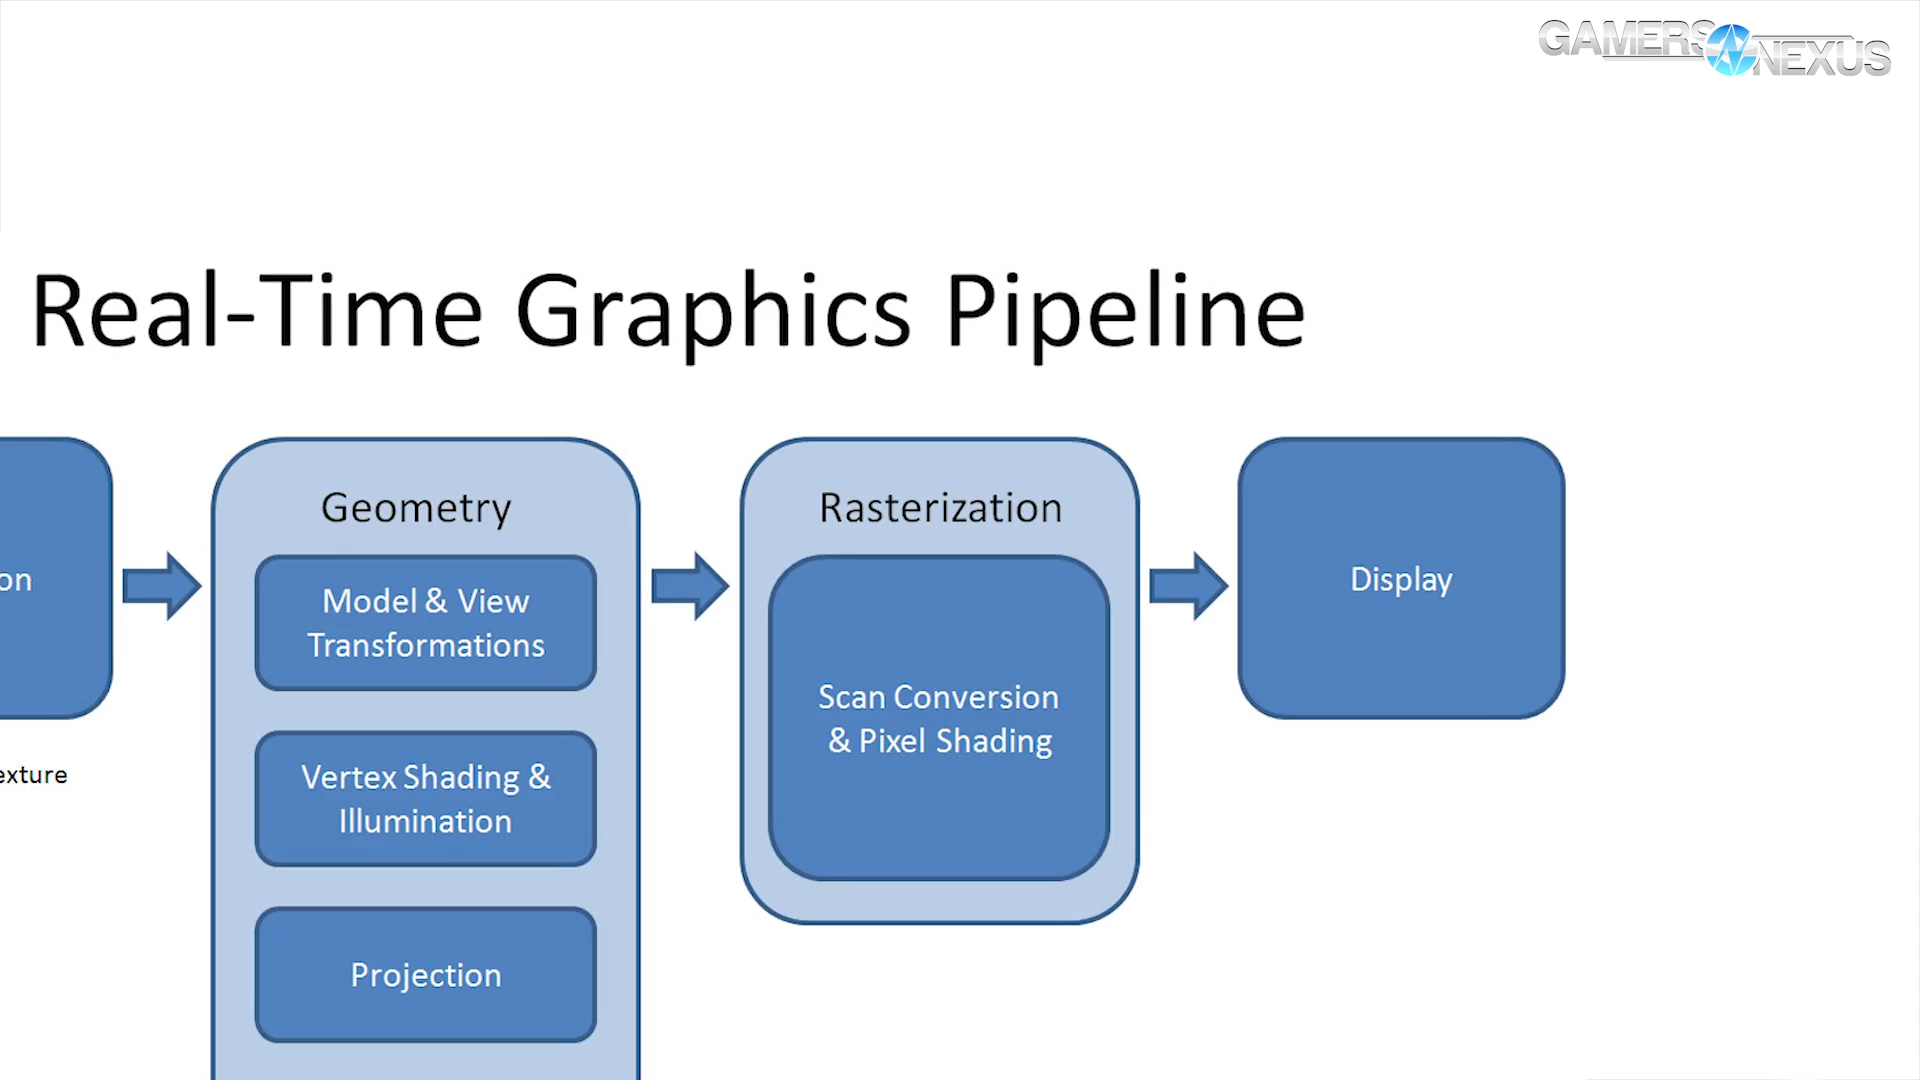 GAMERS NEXUS
Real-Time Graphics Pipeline
on
exture
Geometry
Model & View
Transformations
Vertex Shading &
Illumination
Projection
Rasterization
Scan Conversion
& Pixel Shading
Display